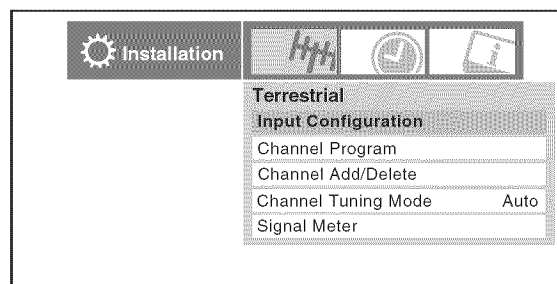 Installation
Terrestrial
Input Configuration
Channel Program
Channel Add/Delete
Channel Tuning Mode Auto
Signal Meter